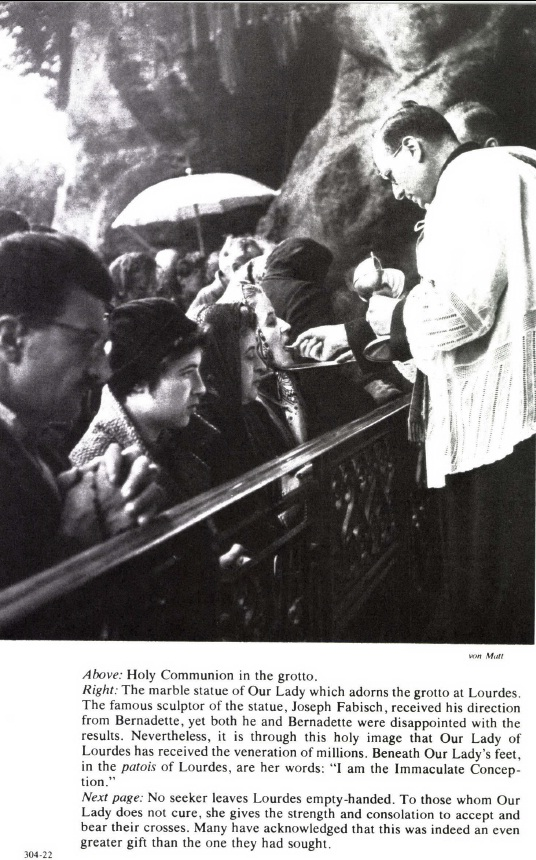 von Matt
Above: Holy Communion in the grotto.
Right: The marble statue of Our Lady which adorns the grotto at Lourdes.
The famous sculptor of the statue, Joseph Fabisch, received his direction
from Bernadette, yet both he and Bernadette were disappointed with the
results. Nevertheless, it is through this holy image that Our Lady of
Lourdes has received the veneration of millions. Beneath Our Lady's feet,
in the patois of Lourdes, are her words: “I am the Immaculate Concep-
tion.”
Next page: No seeker leaves Lourdes empty-handed. To those whom Our
Lady does not cure, she gives the strength and consolation to accept and
bear their crosses. Many have acknowledged that this was indeed an even
greater gift than the one they had sought.
304-22